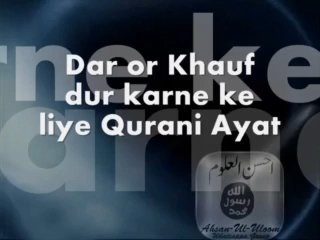 Dar or Khauf
dur karne ke
liye Qurani Ayat
احسن العلوم
الله
رسول
محمد
Ahsan-Ul-Uloom